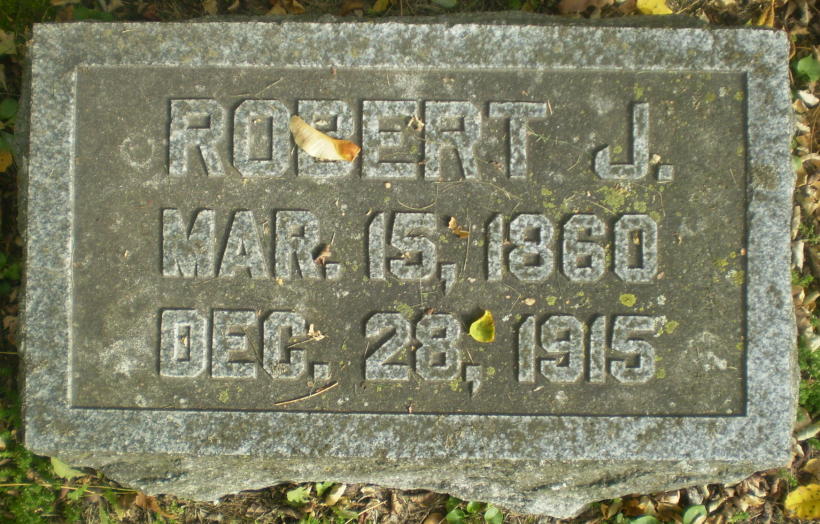 ROBERT J.
MAR. 15, 1860
DEC. 28, 1915